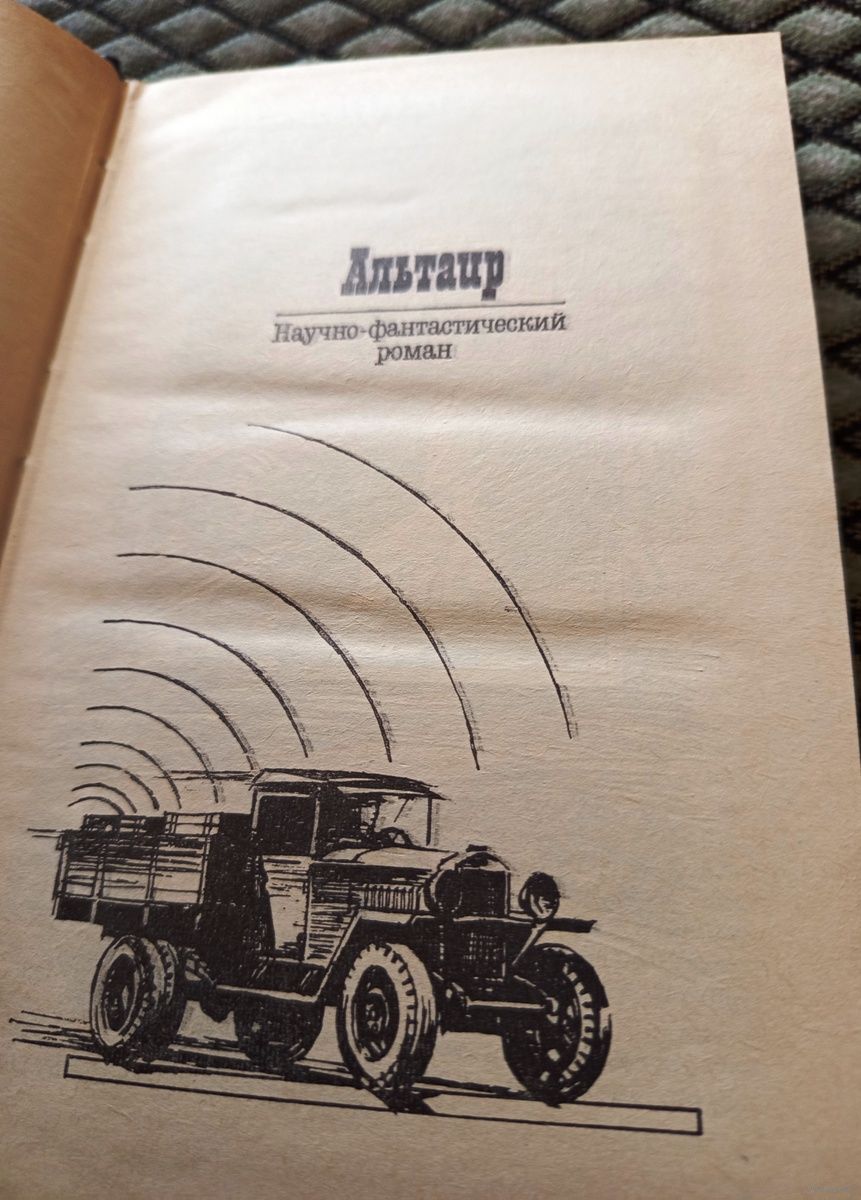 Альтаир
Научно-фантастический
роман